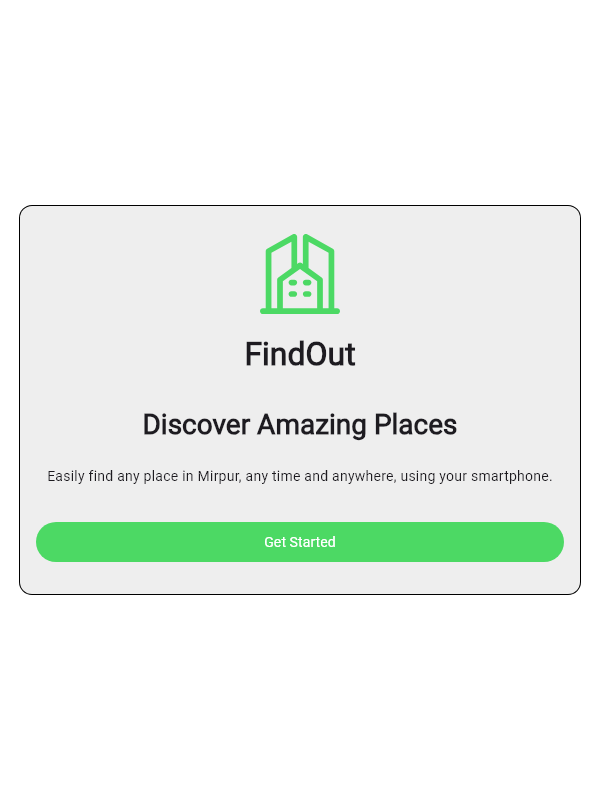 FindOut
Discover Amazing Places
Easily find any place in Mirpur, any time and anywhere, using your smartphone.
Get Started